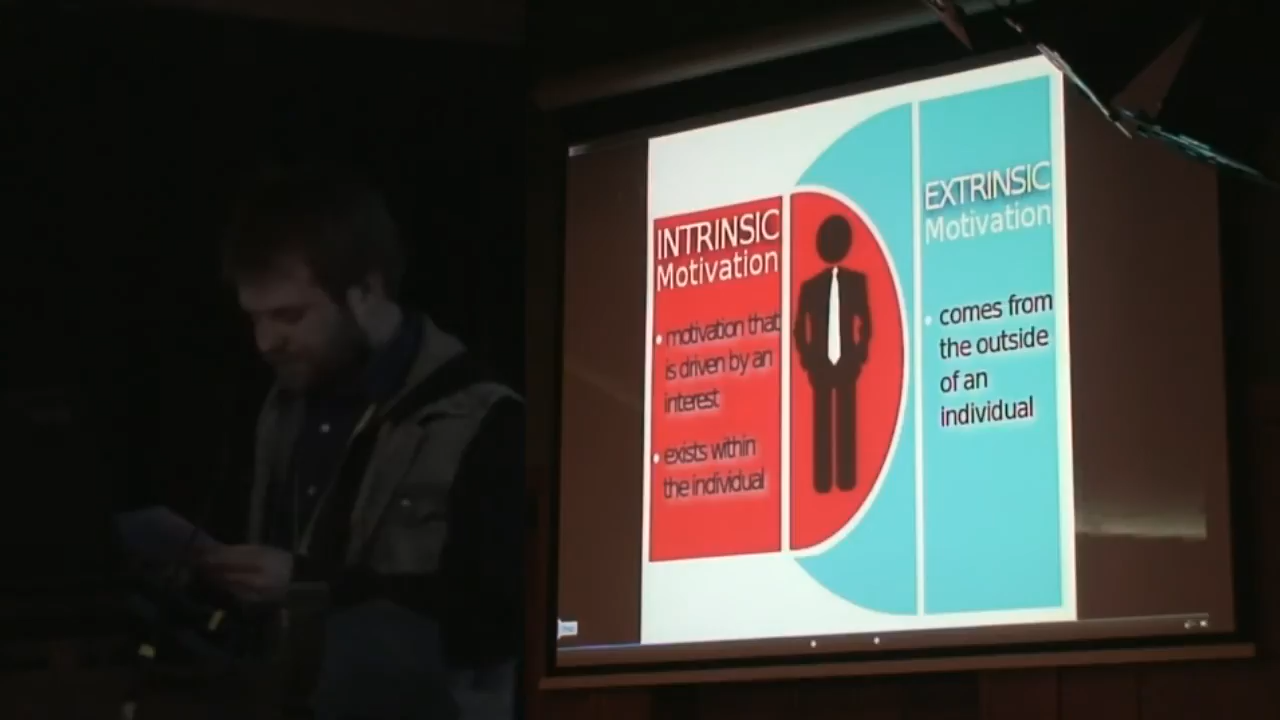 INTRINSIC
Motivation
• motivation that
is driven by an
interest
• exists within
the individual
EXTRINSIC
Motivation
• comes from
the outside
of an
individual